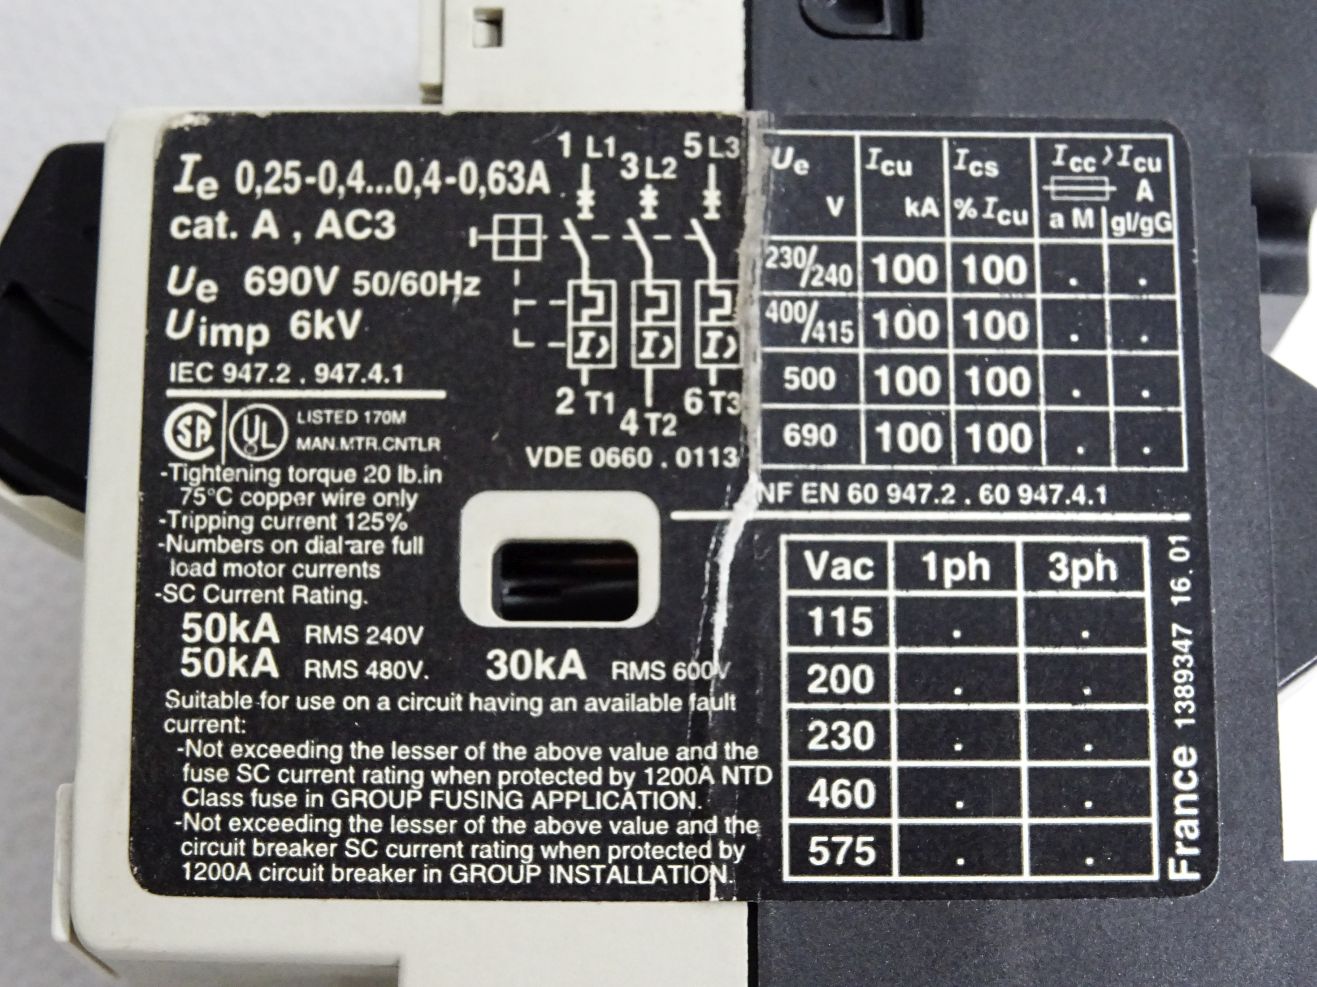 Ie 0,25-0,4...0,4-0,63A
cat. A , AC3
Ue 690V 50/60Hz
Uimp 6kV
IEC 947.2 . 947.4.1
SA
UL
LISTED 170M
MAN.MTR.CNTLR
-Tightening torque 20 lb.in
75°C copper wire only
-Tripping current 125%
-Numbers on dial are full
load motor currents
-SC Current Rating.
50kA RMS 240V
50kA RMS 480V. 30kA RMS 600V
Suitable for use on a circuit having an available fault
current:
-Not exceeding the lesser of the above value and the
fuse SC current rating when protected by 1200A NTD
Class fuse in GROUP FUSING APPLICATION.
-Not exceeding the lesser of the above value and the
circuit breaker SC current rating when protected by
1200A circuit breaker in GROUP INSTALLATION.
1 L1 3 L2 5 L3
I> I> I>
2 T1 4 T2 6 T3
VDE 0660 . 0113
Ue Icu Ics Icc > Icu
V kA % Icu A
a M gl/gG
230/240 100 100 . .
400/415 100 100 . .
500 100 100 . .
690 100 100 . .
NF EN 60 947.2 . 60 947.4.1
Vac 1ph 3ph
115 . .
200 . .
230 . .
460 . .
575 . .
France 1389347 16.01